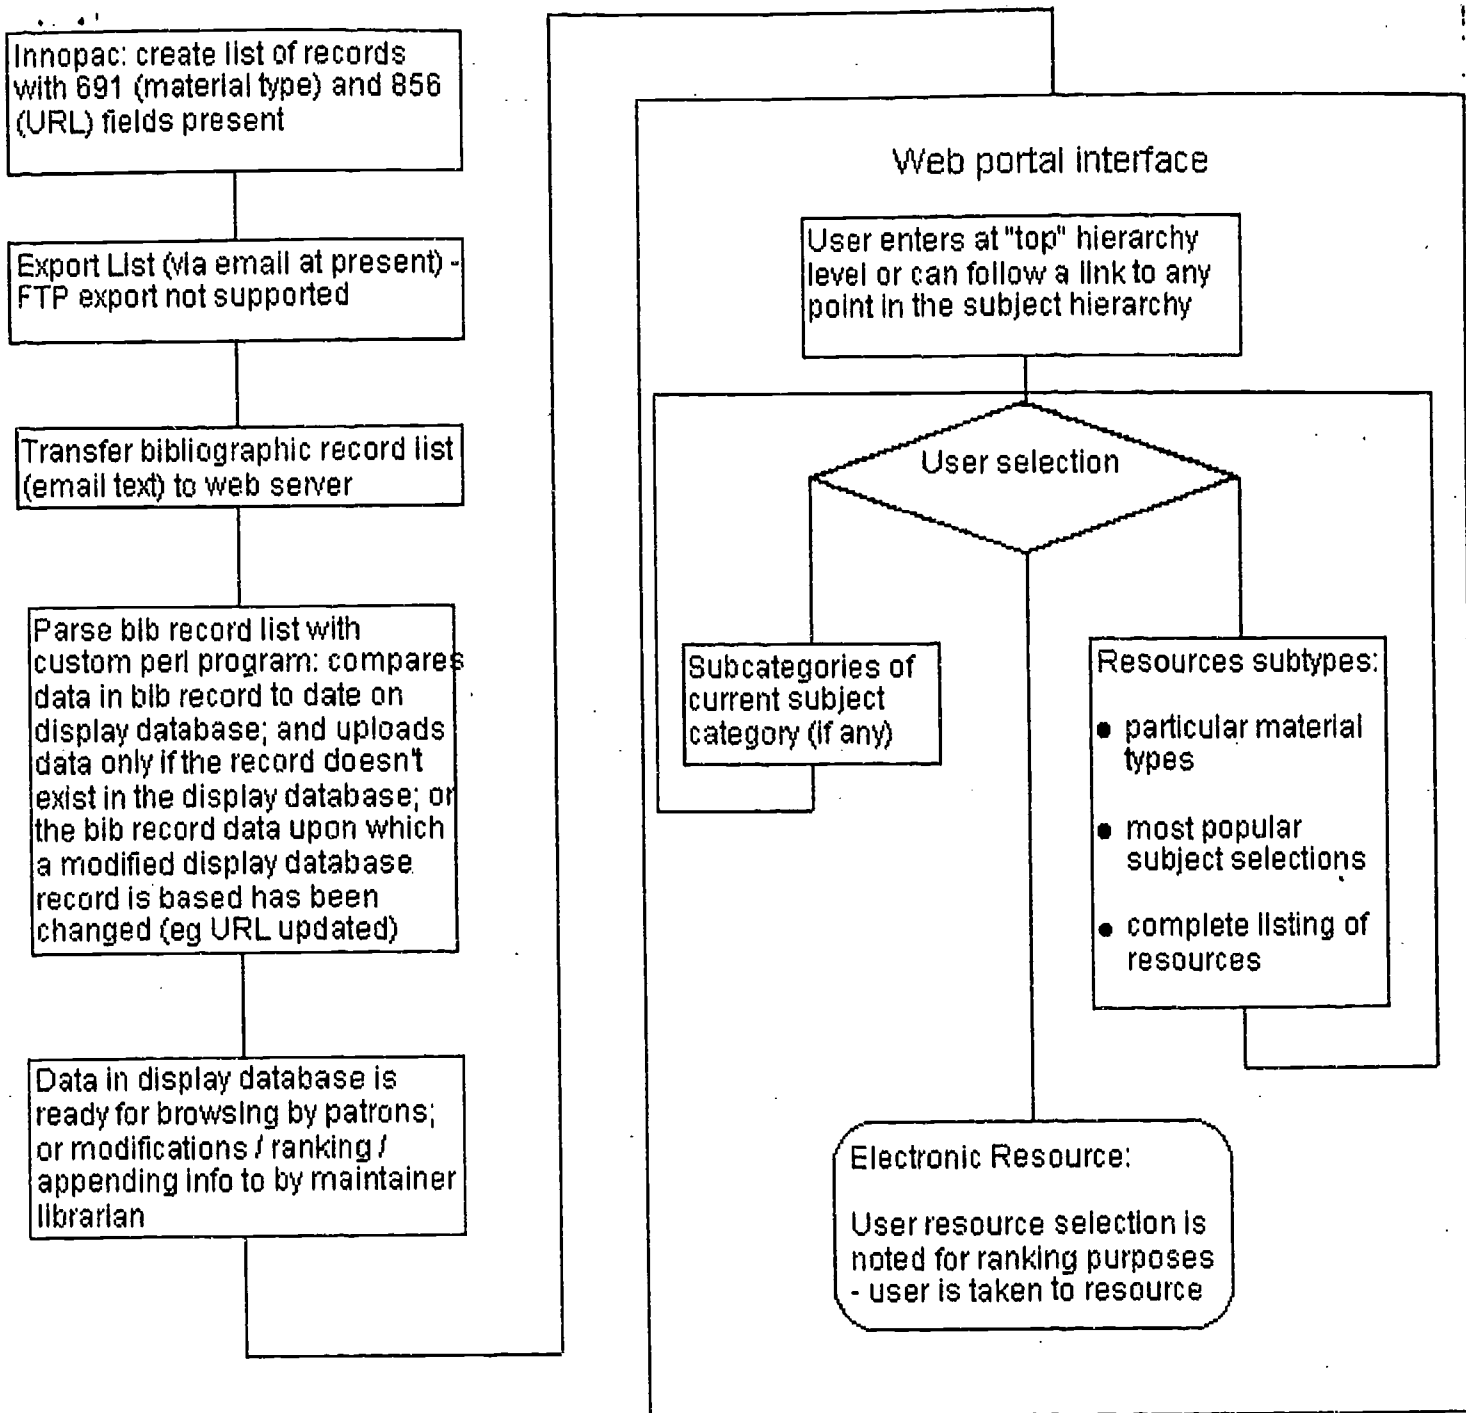 Innopac: create list of records
with 691 (material type) and 856
(URL) fields present
Export List (via email at present) -
FTP export not supported
Transfer bibliographic record list
(email text) to web server
Parse bib record list with
custom perl program: compares
data in bib record to date on
display database; and uploads
data only if the record doesn't
exist in the display database; or
the bib record data upon which
a modified display database
record is based has been
changed (eg URL updated)
Data in display database is
ready for browsing by patrons;
or modifications / ranking /
appending info to by maintainer
librarian
Web portal interface
User enters at "top" hierarchy
level or can follow a link to any
point in the subject hierarchy
User selection
Subcategories of
current subject
category (if any)
Resources subtypes:
• particular material
types
• most popular
subject selections
• complete listing of
resources
Electronic Resource:
User resource selection is
noted for ranking purposes
- user is taken to resource